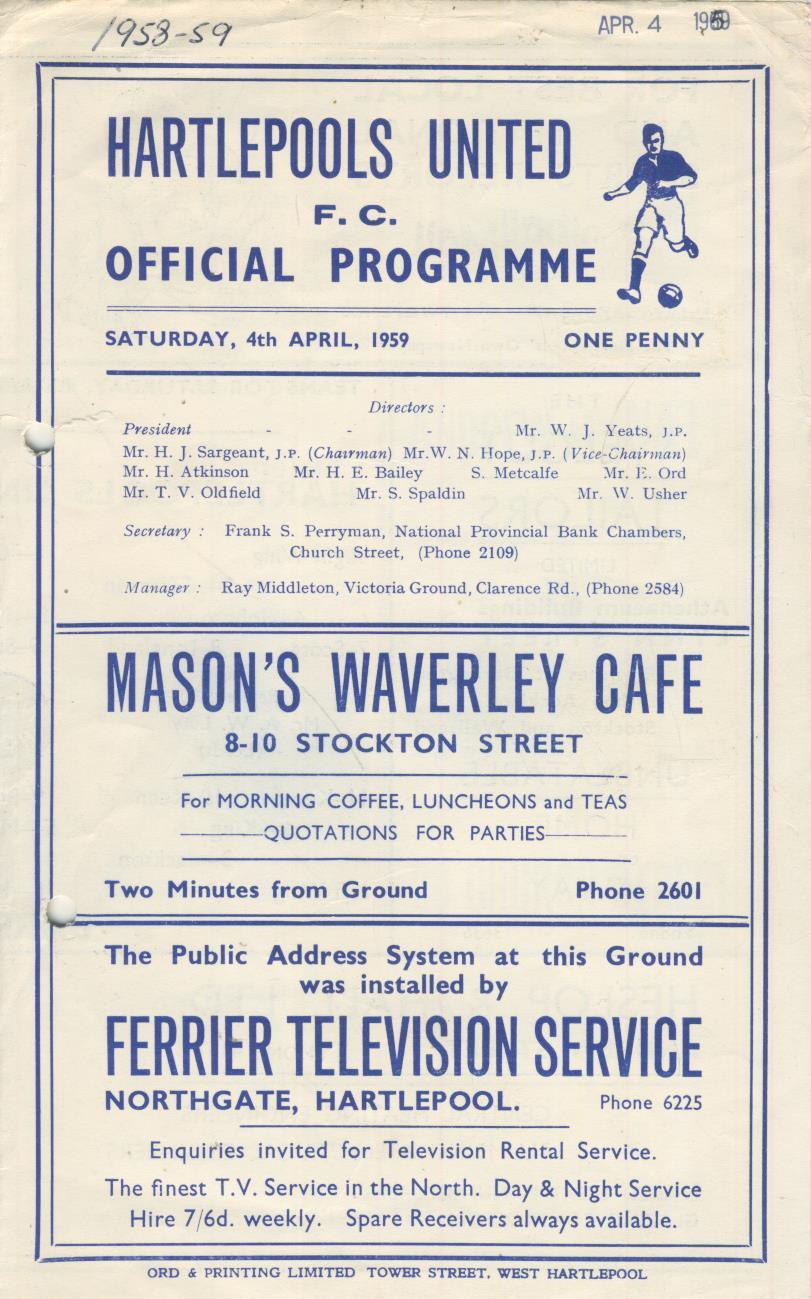 1958-59
APR. 4 1959
HARTLEPOOLS UNITED
F. C.
OFFICIAL PROGRAMME
SATURDAY, 4th APRIL, 1959 ONE PENNY
Directors :
President - - - Mr. W. J. Yeats, J.P.
Mr. H. J. Sargeant, J.P. (Chairman) Mr.W. N. Hope, J.P. (Vice-Chairman)
Mr. H. Atkinson Mr. H. E. Bailey S. Metcalfe Mr. E. Ord
Mr. T. V. Oldfield Mr. S. Spaldin Mr. W. Usher
Secretary : Frank S. Perryman, National Provincial Bank Chambers,
Church Street, (Phone 2109)
Manager : Ray Middleton, Victoria Ground, Clarence Rd., (Phone 2584)
MASON'S WAVERLEY CAFE
8-10 STOCKTON STREET
For MORNING COFFEE, LUNCHEONS and TEAS
QUOTATIONS FOR PARTIES
Two Minutes from Ground Phone 2601
The Public Address System at this Ground
was installed by
FERRIER TELEVISION SERVICE
NORTHGATE, HARTLEPOOL. Phone 6225
Enquiries invited for Television Rental Service.
The finest T.V. Service in the North. Day & Night Service
Hire 7/6d. weekly. Spare Receivers always available.
ORD & PRINTING LIMITED TOWER STREET, WEST HARTLEPOOL